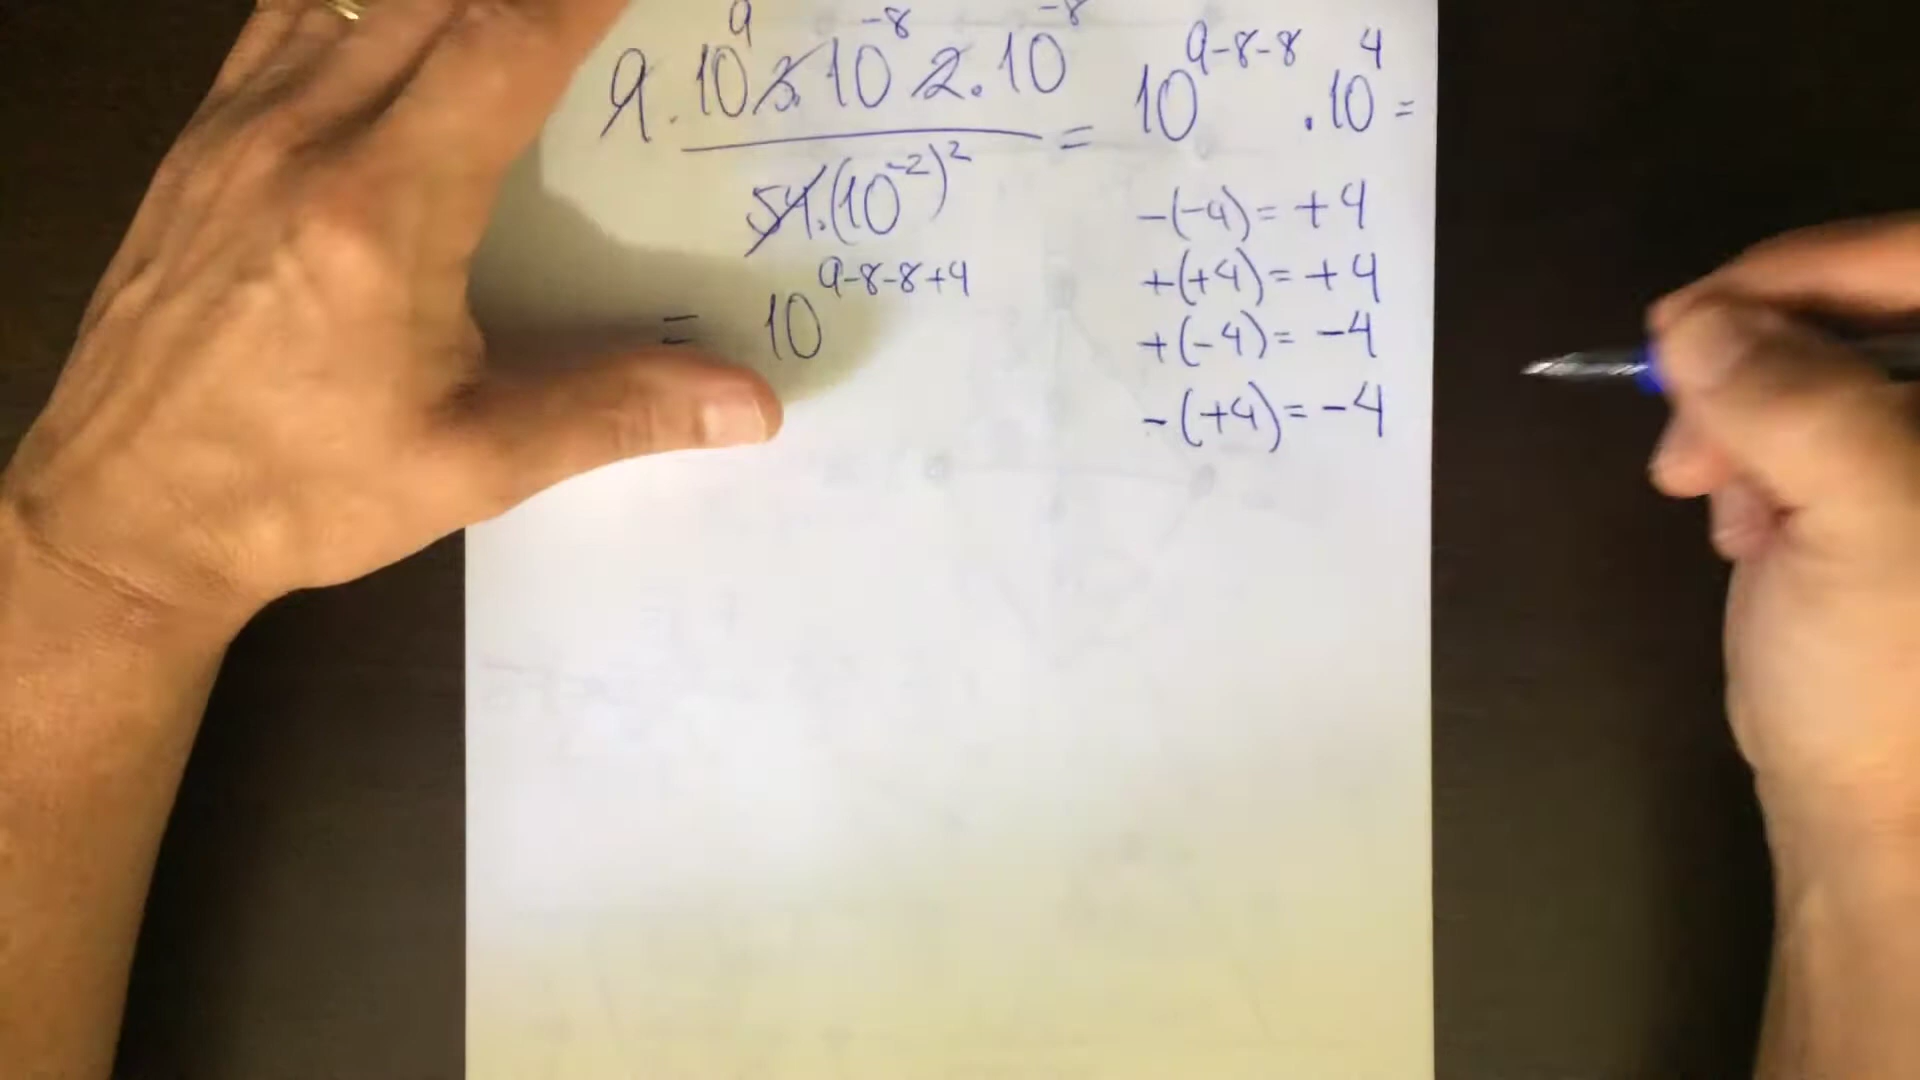 9.10⁹ 3.10⁻⁸ 2.10⁻⁸ / 54.(10⁻²)² = 10⁹⁻⁸⁻⁸ . 10⁴ =
-(-4) = +4
+(+4) = +4
+(-4) = -4
-(+4) = -4
= 10⁹⁻⁸⁻⁸⁺⁴